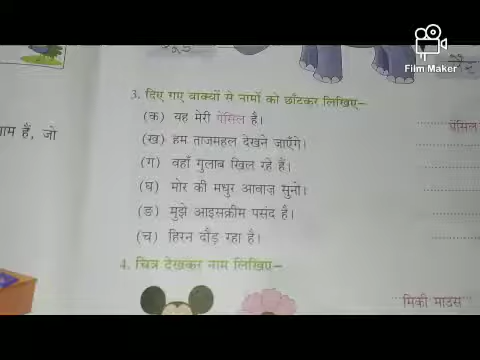 Film Maker
3. दिए गए वाक्यों से नामों को छाँटकर लिखिए–
(क) यह मेरी पेंसिल है। पेंसिल
ाम हैं, जो
(ख) हम ताजमहल देखने जाएँगे।
(ग) वहाँ गुलाब खिल रहे हैं।
(घ) मोर की मधुर आवाज़ सुनो।
(ङ) मुझे आइसक्रीम पसंद है।
(च) हिरन दौड़ रहा है।
4. चित्र देखकर नाम लिखिए–
मिकी माउस